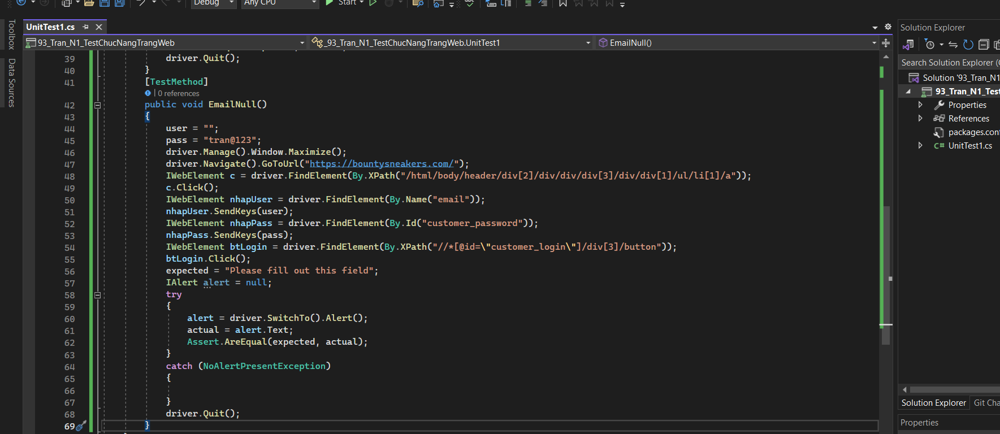 Debug Any CPU Start
Toolbox
Data Sources
UnitTest1.cs
93_Tran_N1_TestChucNangTrangWeb _93_Tran_N1_TestChucNangTrangWeb.UnitTest1 EmailNull()
39 driver.Quit();
40 }
41 [TestMethod]
0 references
42 public void EmailNull()
43 {
44 user = "";
45 pass = "tran@123";
46 driver.Manage().Window.Maximize();
47 driver.Navigate().GoToUrl("https://bountysneakers.com/");
48 IWebElement c = driver.FindElement(By.XPath("/html/body/header/div[2]/div/div/div[3]/div/div[1]/ul/li[1]/a"));
49 c.Click();
50 IWebElement nhapUser = driver.FindElement(By.Name("email"));
51 nhapUser.SendKeys(user);
52 IWebElement nhapPass = driver.FindElement(By.Id("customer_password"));
53 nhapPass.SendKeys(pass);
54 IWebElement btLogin = driver.FindElement(By.XPath("//*[@id=\"customer_login\"]/div[3]/button"));
55 btLogin.Click();
56 expected = "Please fill out this field";
57 IAlert alert = null;
58 try
59 {
60 alert = driver.SwitchTo().Alert();
61 actual = alert.Text;
62 Assert.AreEqual(expected, actual);
63 }
64 catch (NoAlertPresentException)
65 {
66
67 }
68 driver.Quit();
69 }
Solution Explorer
Search Solution Explorer (
Solution '93_Tran_N1
93_Tran_N1_Test
Properties
References
packages.con
C# UnitTest1.cs
Solution Explorer Git Cha
Properties